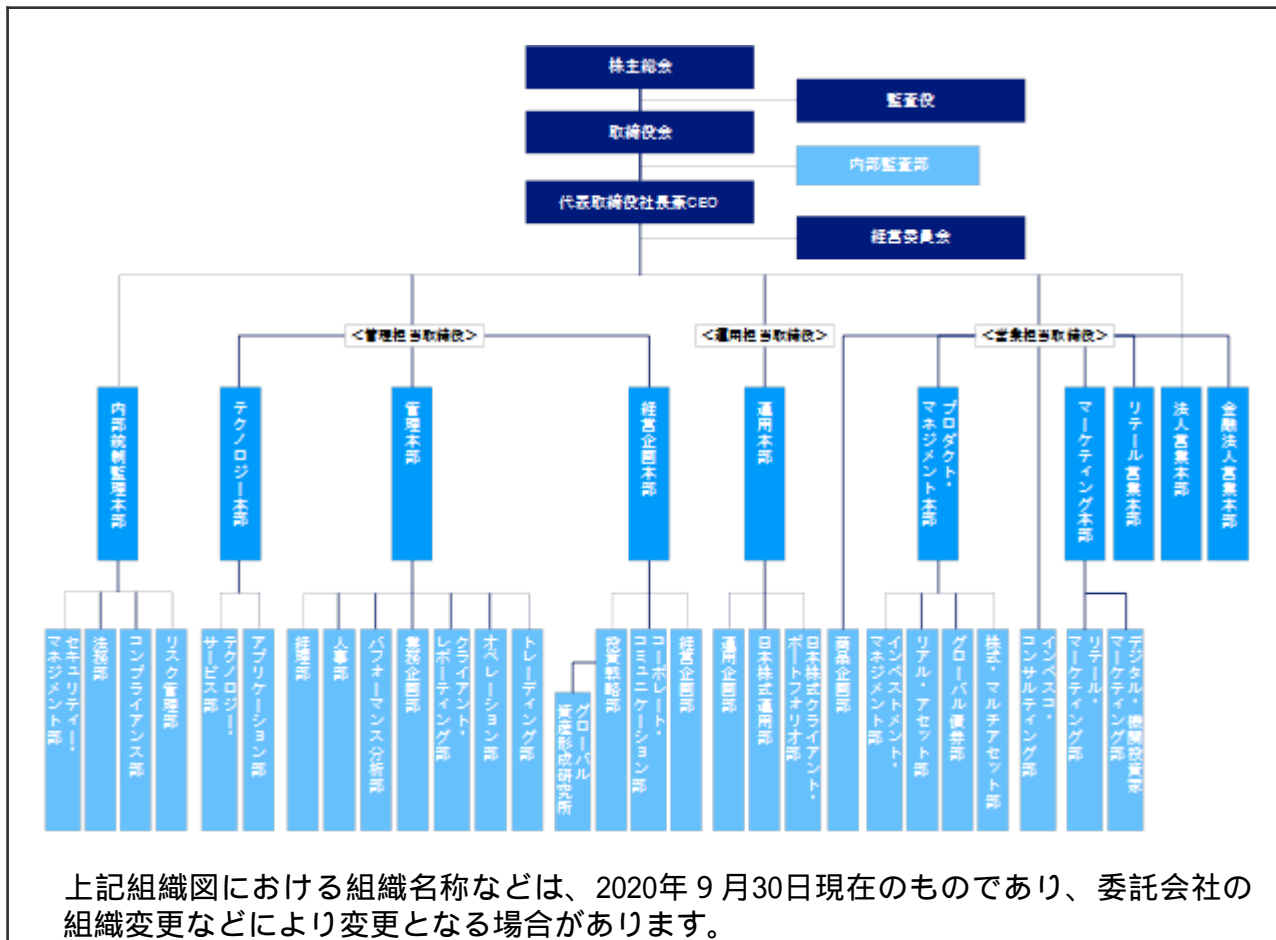 株主総会
監査役
取締役会
内部監査部
代表取締役社長兼CEO
経営委員会
＜管理担当取締役＞
＜運用担当取締役＞
＜営業担当取締役＞
内部統制監理本部
テクノロジー本部
管理本部
経営企画本部
運用本部
プロダクト・
マネジメント本部
マーケティング本部
リテール営業本部
法人営業本部
金融法人営業本部
セキュリティー・
マネジメント部
法務部
コンプライアンス部
リスク管理部
テクノロジー・
サービス部
アプリケーション部
経理部
人事部
パフォーマンス分析部
業務企画部
クライアント・
レポーティング部
オペレーション部
トレーディング部
グローバル
資産形成研究所
投資戦略部
コーポレート・
コミュニケーション部
経営企画部
運用企画部
日本株式運用部
日本株式クライアント・
ポートフォリオ部
商品企画部
インベストメント・
マネジメント部
リアル・アセット部
グローバル債券部
株式・マルチアセット部
インベスコ・
コンサルティング部
リテール・
マーケティング部
デジタル・機関投資家
マーケティング部
上記組織図における組織名称などは、2020年９月30日現在のものであり、委託会社の
組織変更などにより変更となる場合があります。